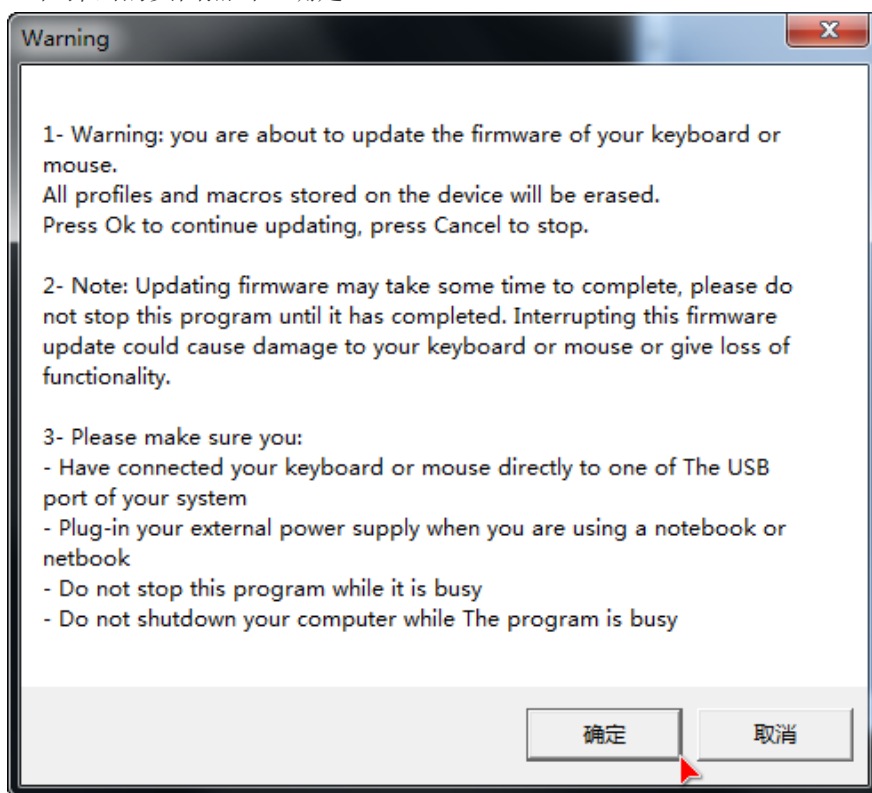 Warning
1- Warning: you are about to update the firmware of your keyboard or
mouse.
All profiles and macros stored on the device will be erased.
Press Ok to continue updating, press Cancel to stop.
2- Note: Updating firmware may take some time to complete, please do
not stop this program until it has completed. Interrupting this firmware
update could cause damage to your keyboard or mouse or give loss of
functionality.
3- Please make sure you:
- Have connected your keyboard or mouse directly to one of The USB
port of your system
- Plug-in your external power supply when you are using a notebook or
netbook
- Do not stop this program while it is busy
- Do not shutdown your computer while The program is busy
确定
取消